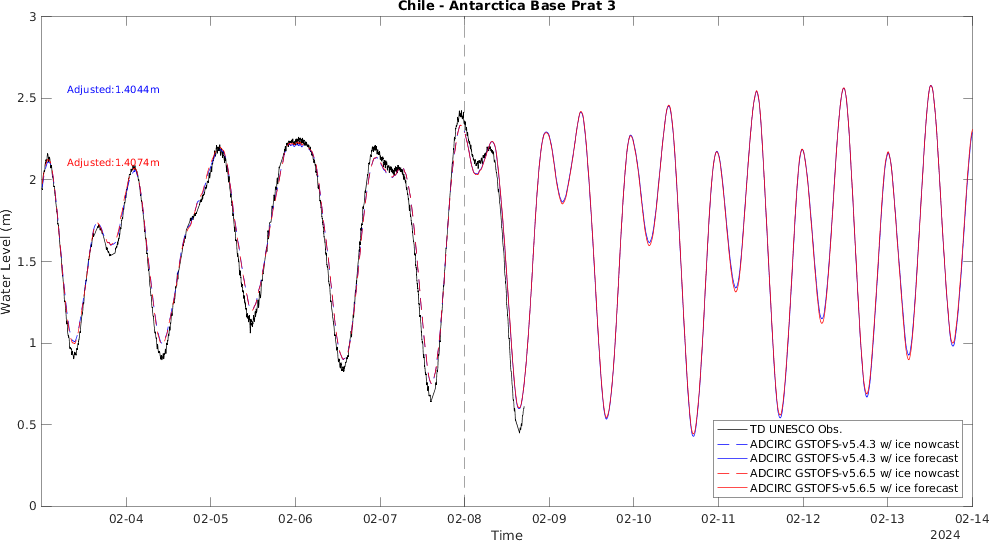 Chile - Antarctica Base Prat 3
3
2.5
2
1.5
1
0.5
0
Water Level (m)
Adjusted:1.4044m
Adjusted:1.4074m
TD UNESCO Obs.
ADCIRC GSTOFS-v5.4.3 w/ ice nowcast
ADCIRC GSTOFS-v5.4.3 w/ ice forecast
ADCIRC GSTOFS-v5.6.5 w/ ice nowcast
ADCIRC GSTOFS-v5.6.5 w/ ice forecast
02-04 02-05 02-06 02-07 02-08 02-09 02-10 02-11 02-12 02-13 02-14
Time
2024